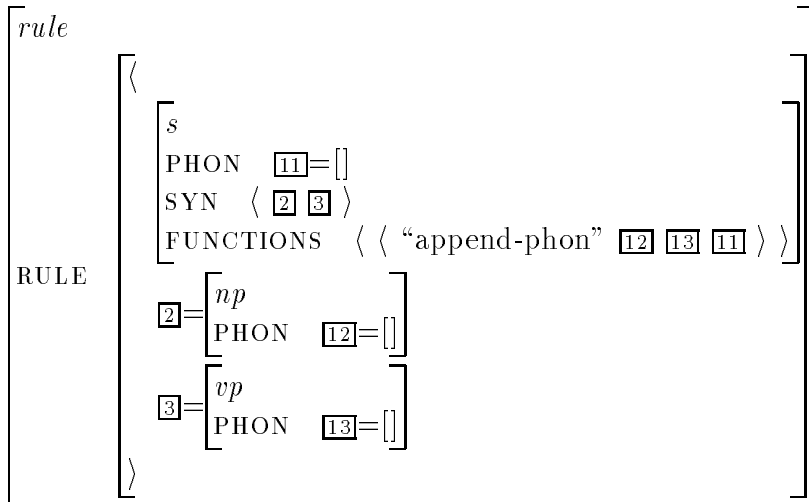 rule
⟨
s
PHON 11=[]
SYN ⟨ 2 3 ⟩
FUNCTIONS ⟨ ⟨ “append-phon” 12 13 11 ⟩ ⟩
RULE
2=
np
PHON 12=[]
3=
vp
PHON 13=[]
⟩